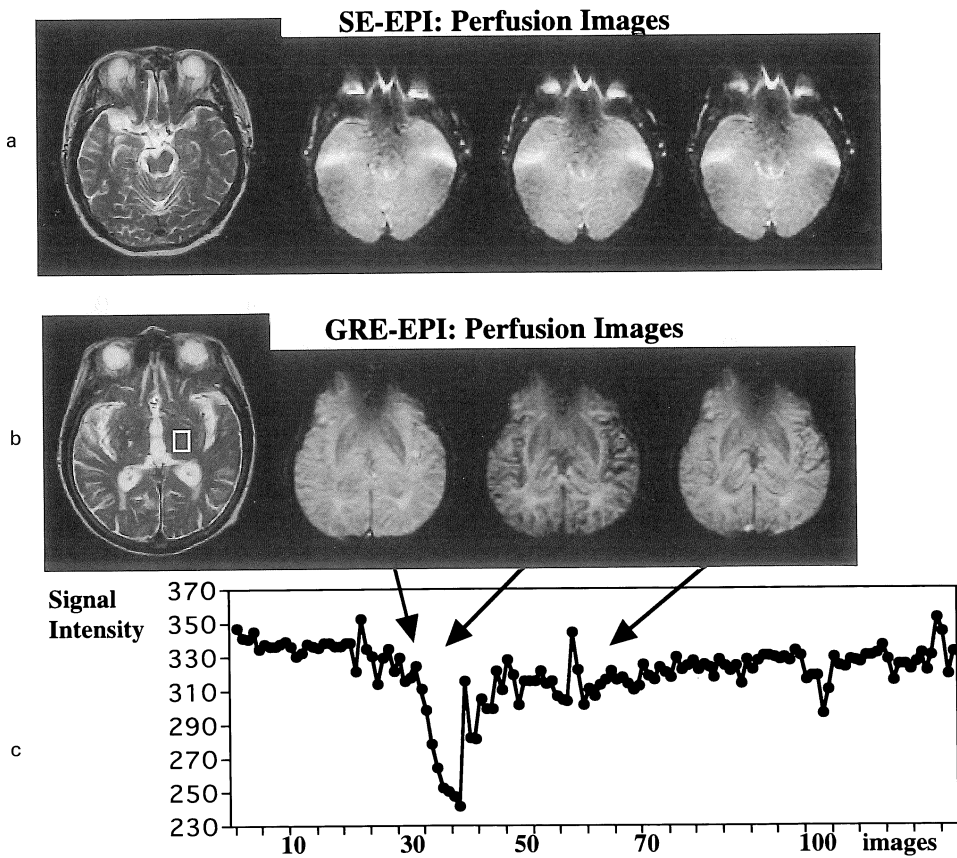 SE-EPI: Perfusion Images
a
GRE-EPI: Perfusion Images
b
Signal
Intensity
370
350
330
310
290
270
250
230
c
10 30 50 70 100 images